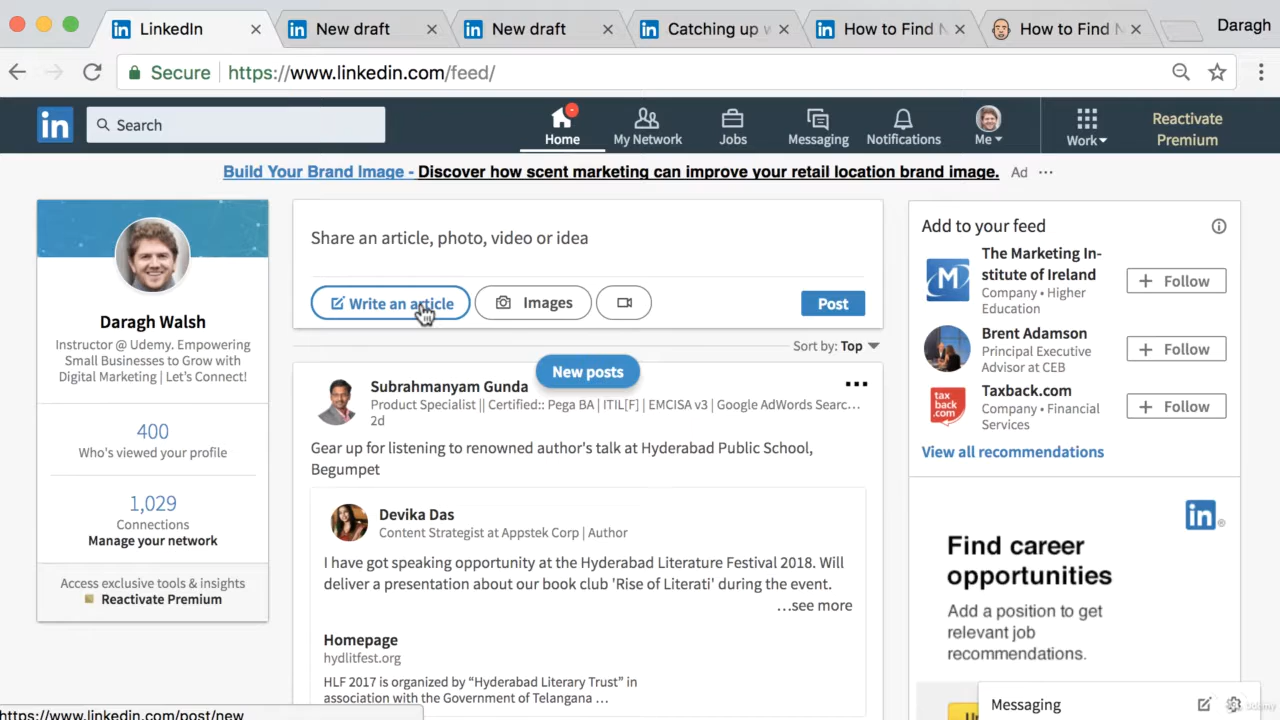 LinkedIn
New draft
New draft
Catching up w
How to Find N
How to Find N
Daragh
Secure
https://www.linkedin.com/feed/
in
Search
Home
My Network
Jobs
Messaging
Notifications
Me
Work
Reactivate
Premium
Build Your Brand Image - Discover how scent marketing can improve your retail location brand image.
Ad
Daragh Walsh
Instructor @ Udemy. Empowering
Small Businesses to Grow with
Digital Marketing | Let's Connect!
400
Who's viewed your profile
1,029
Connections
Manage your network
Access exclusive tools & insights
Reactivate Premium
Share an article, photo, video or idea
Write an article
Images
Post
Sort by: Top
New posts
Subrahmanyam Gunda
Product Specialist || Certified:: Pega BA | ITIL[F] | EMCISA v3 | Google AdWords Searc…
2d
Gear up for listening to renowned author's talk at Hyderabad Public School,
Begumpet
Devika Das
Content Strategist at Appstek Corp | Author
I have got speaking opportunity at the Hyderabad Literature Festival 2018. Will
deliver a presentation about our book club 'Rise of Literati' during the event.
…see more
Homepage
hydlitfest.org
HLF 2017 is organized by “Hyderabad Literary Trust” in
association with the Government of Telangana …
Add to your feed
The Marketing In-
stitute of Ireland
Company • Higher
Education
+ Follow
Brent Adamson
Principal Executive
Advisor at CEB
+ Follow
tax
back
.com
Taxback.com
Company • Financial
Services
+ Follow
View all recommendations
in
Find career
opportunities
Add a position to get
relevant job
recommendations.
Messaging
Udemy
https://www.linkedin.com/post/new